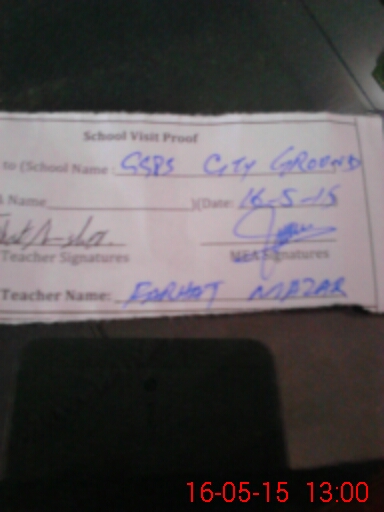 School Visit Proof
to (School Name GGPS CITY GROUND
Name )(Date: 16-5-15
Teacher Signatures MEA Signatures
Teacher Name: FARHAT MAZAR
16-05-15 13:00